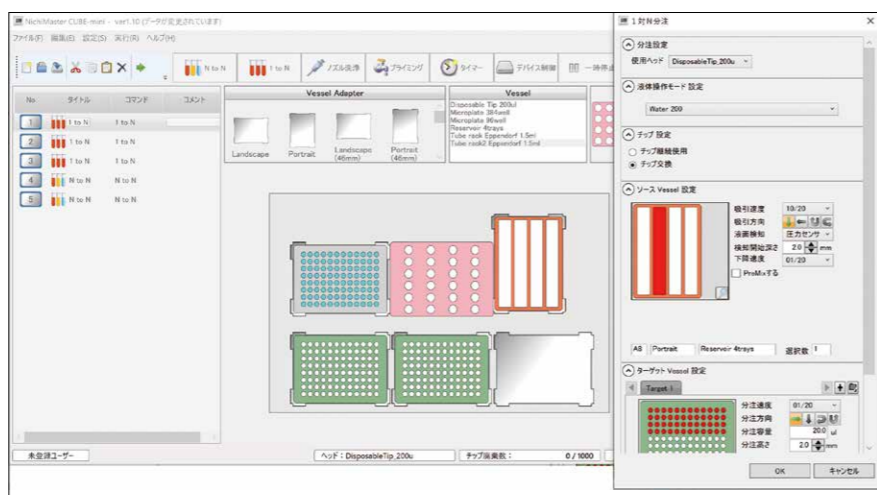 NichiMaster CUBE-mini - ver1.10 (データが変更されています)
ファイル(F) 編集(E) 設定(S) 実行(R) ヘルプ(H)
N to N
1 to N
ノズル洗浄
プライミング
タイマー
デバイス制御
一時停止
No タイトル コマンド コメント
1 1 to N 1 to N
2 1 to N 1 to N
3 1 to N 1 to N
4 N to N N to N
5 N to N N to N
Vessel Adapter
Landscape
Portrait
Landscape (46mm)
Portrait (46mm)
Vessel
Disposable Tip 200ul
Microplate 384well
Microplate 96well
Reservoir 4trays
Tube rack Eppendorf 1.5ml
Tube rack2 Eppendorf 1.5ml
未登録ユーザー
ヘッド : DisposableTip_200u
チップ廃棄数 : 0 / 1000
1 対N分注
分注設定
使用ヘッド DisposableTip_200u
液体操作モード 設定
Water 200
チップ 設定
チップ継続使用
チップ交換
ソース Vessel 設定
吸引速度 10/20
吸引方向
液面検知 圧力センサ
検知開始深さ 2.0 mm
下降速度 01/20
ProMixする
A8 Portrait Reservoir 4trays 選択数 1
ターゲット Vessel 設定
Target-1
分注速度 01/20
分注方向
分注容量 20.0 ul
分注高さ 2.0 mm
OK キャンセル